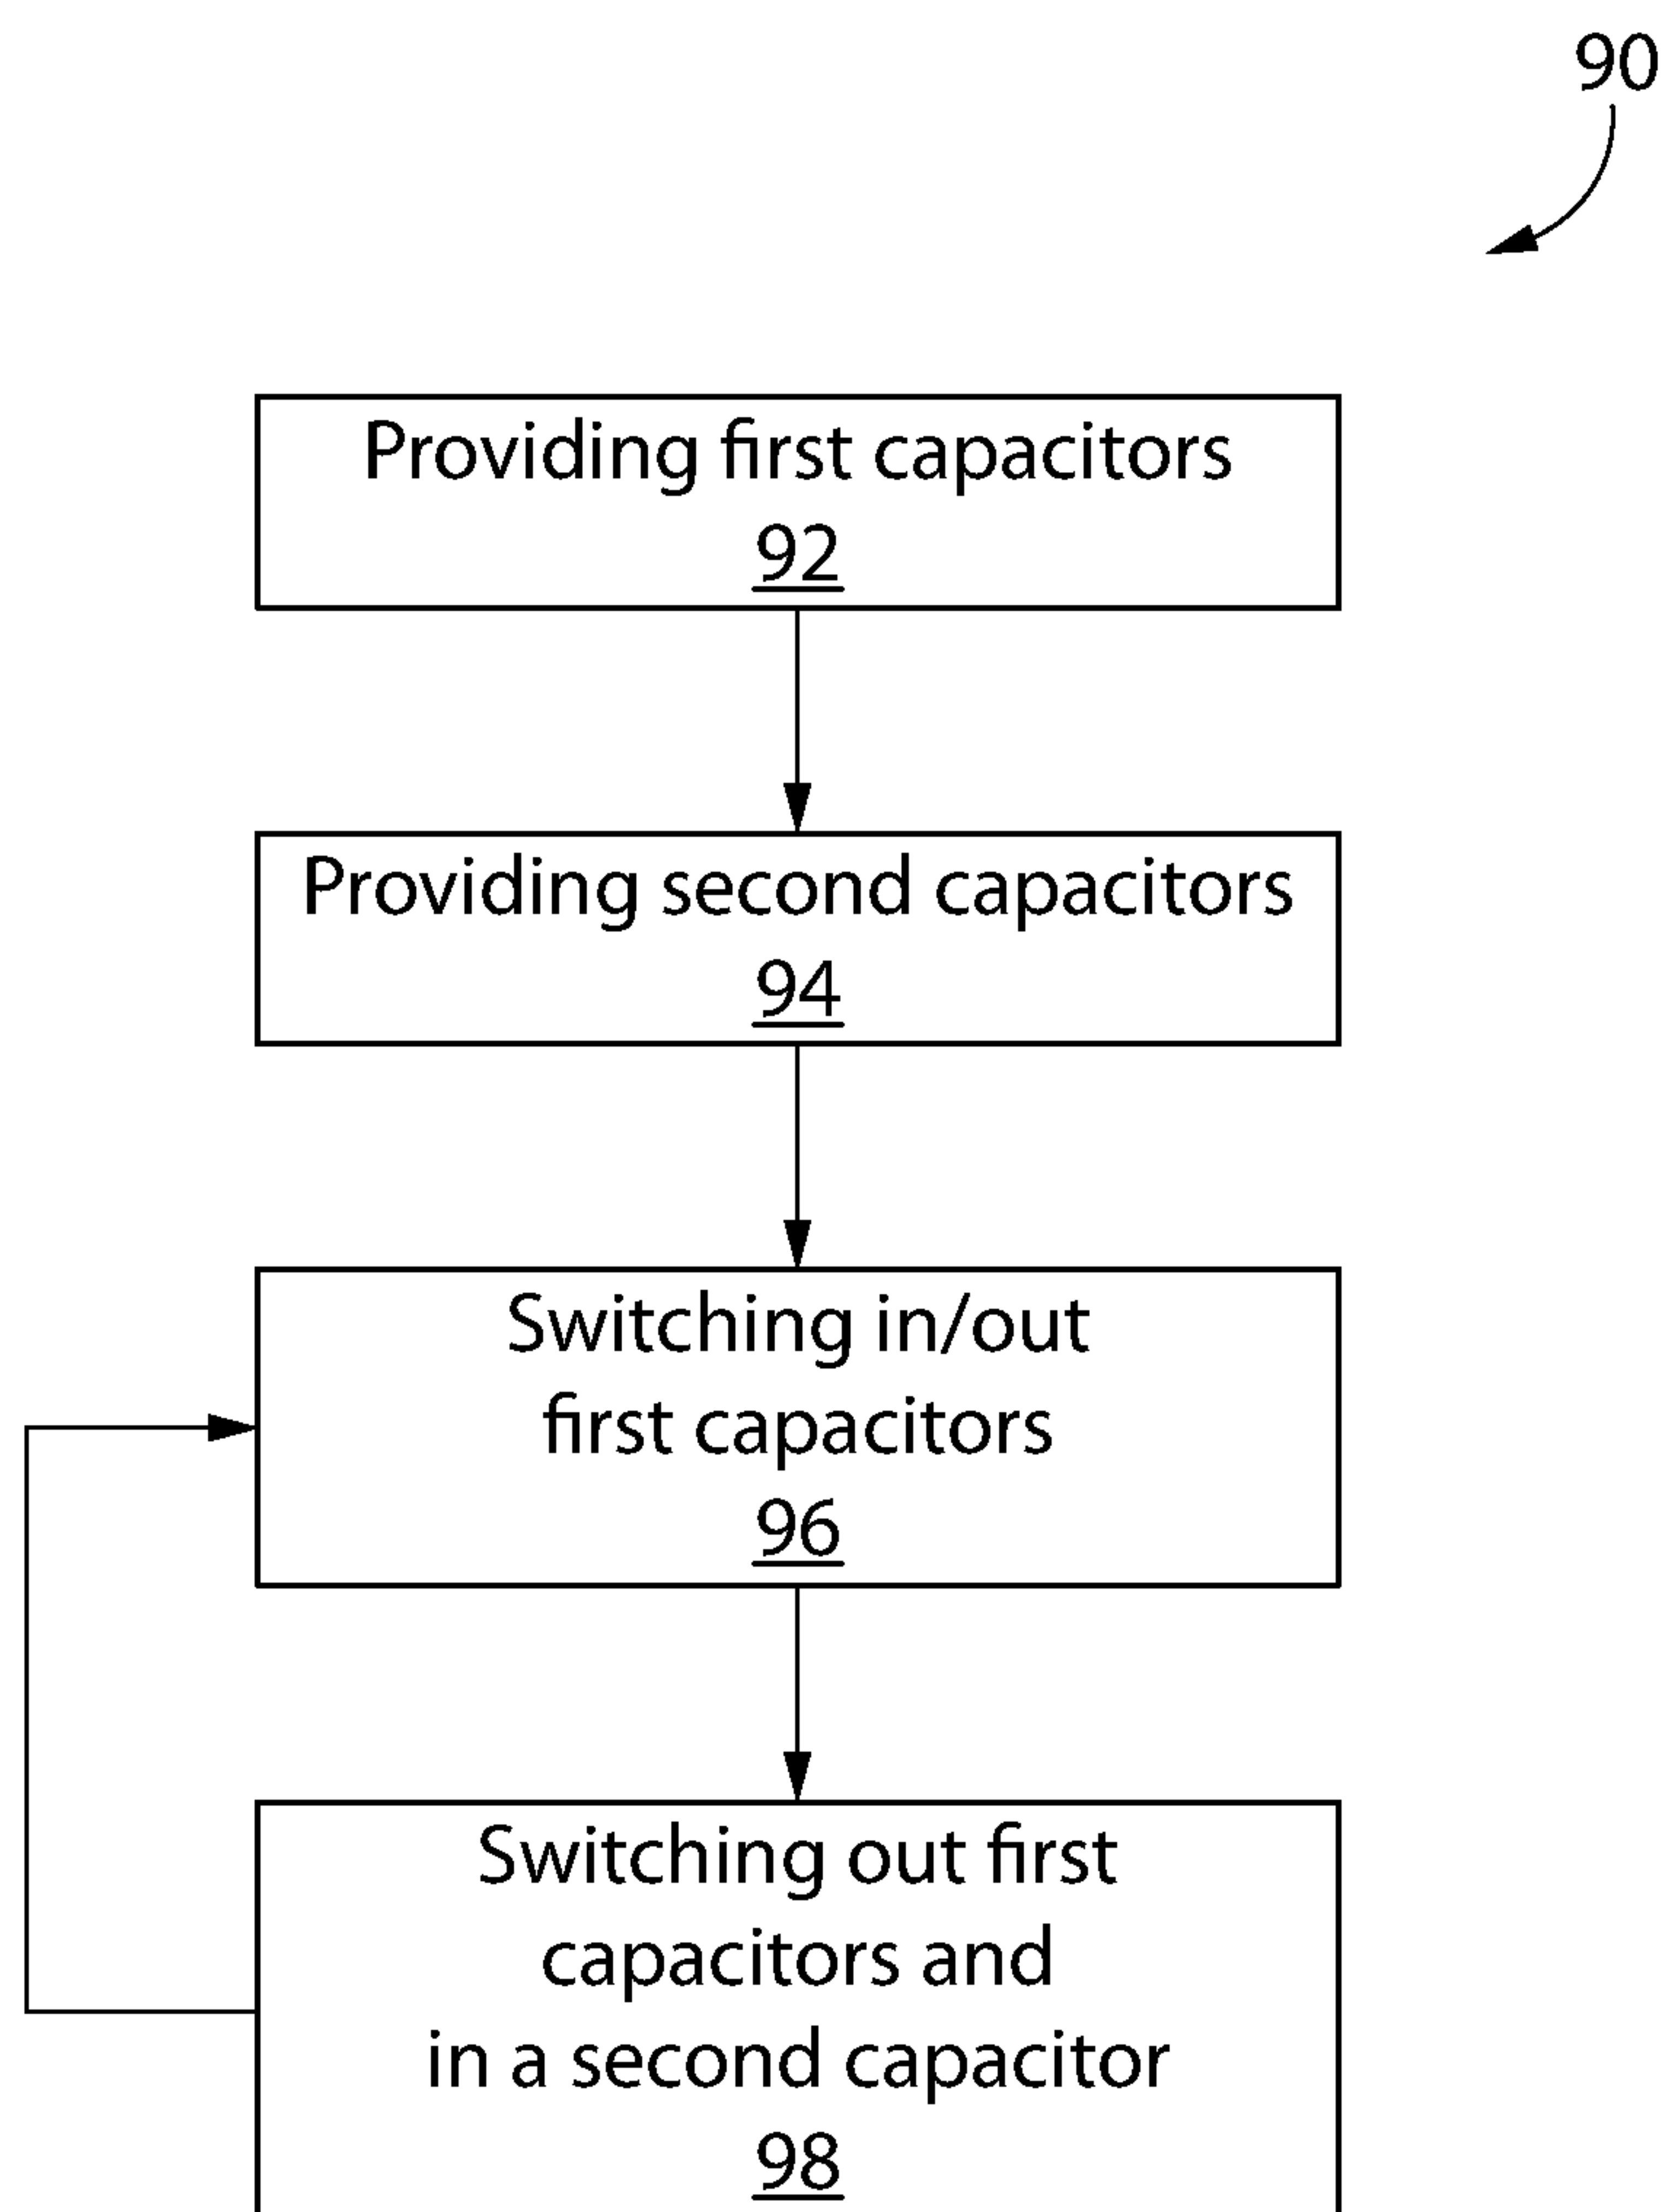 90
Providing first capacitors
92
Providing second capacitors
94
Switching in/out
first capacitors
96
Switching out first
capacitors and
in a second capacitor
98